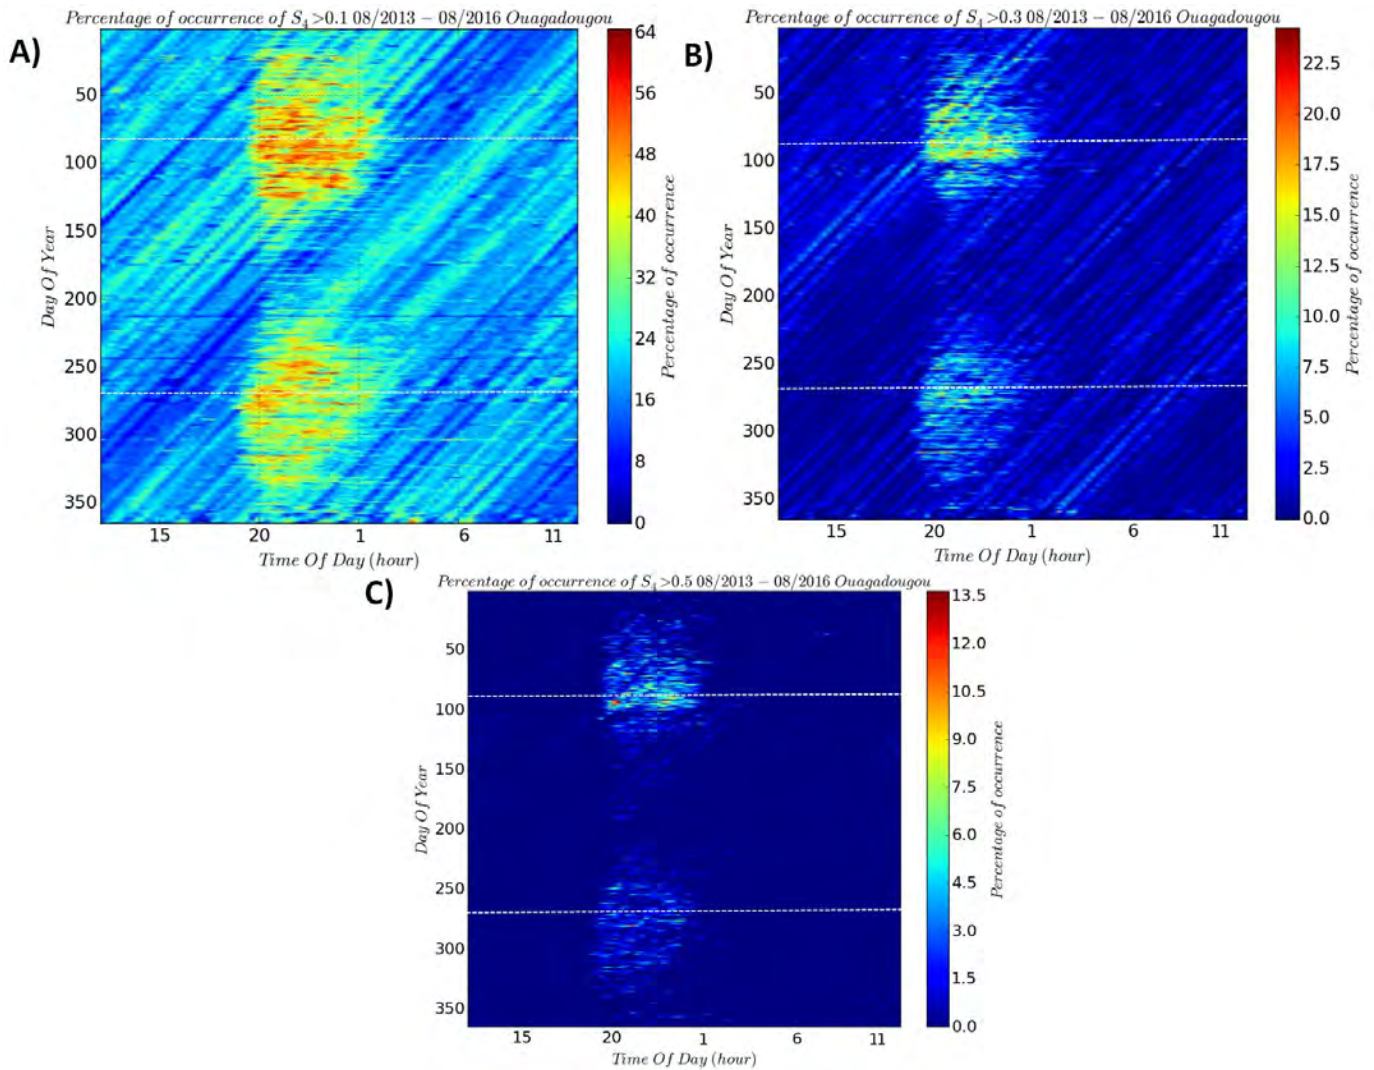 A)
Percentage of occurrence of S₄ >0.1 08/2013 − 08/2016 Ouagadougou
50
100
150
200
250
300
350
Day Of Year
15 20 1 6 11
Time Of Day (hour)
64
56
48
40
32
24
16
8
0
Percentage of occurrence
B)
Percentage of occurrence of S₄ >0.3 08/2013 − 08/2016 Ouagadougou
50
100
150
200
250
300
350
Day Of Year
15 20 1 6 11
Time Of Day (hour)
22.5
20.0
17.5
15.0
12.5
10.0
7.5
5.0
2.5
0.0
Percentage of occurrence
C)
Percentage of occurrence of S₄ >0.5 08/2013 − 08/2016 Ouagadougou
50
100
150
200
250
300
350
Day Of Year
15 20 1 6 11
Time Of Day (hour)
13.5
12.0
10.5
9.0
7.5
6.0
4.5
3.0
1.5
0.0
Percentage of occurrence